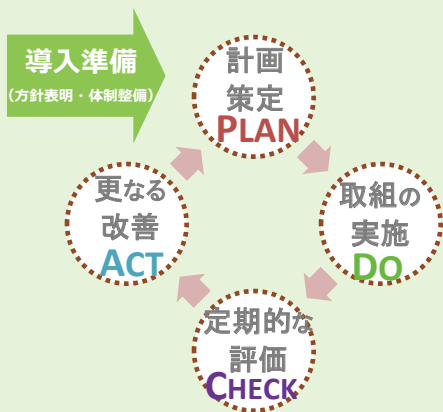 導入準備
(方針表明・体制整備)
計画
策定
PLAN
取組の
実施
DO
定期的な
評価
CHECK
更なる
改善
ACT